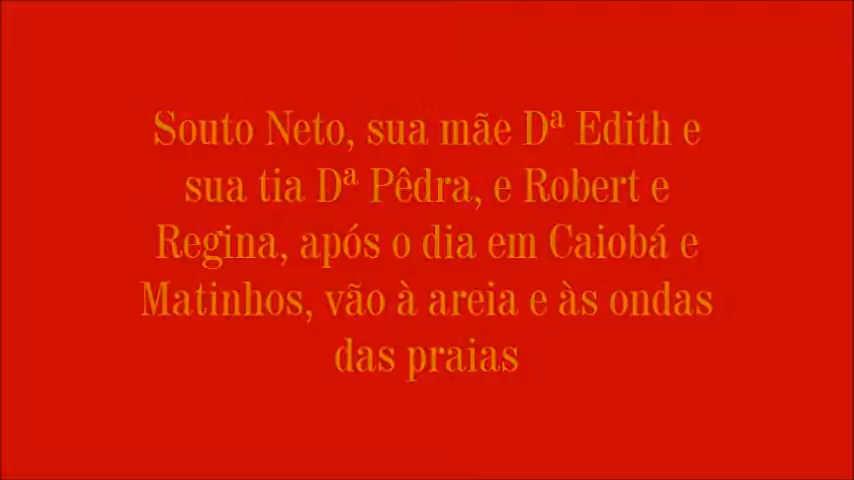 Souto Neto, sua mãe Dª Edith e
sua tia Dª Pêdra, e Robert e
Regina, após o dia em Caiobá e
Matinhos, vão à areia e às ondas
das praias